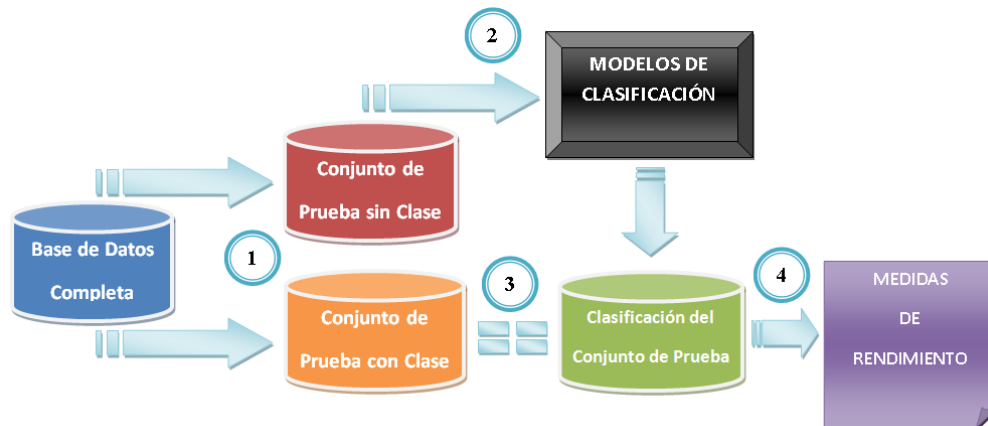 2
MODELOS DE
CLASIFICACIÓN
Conjunto de
Prueba sin Clase
Base de Datos
Completa
1
Conjunto de
Prueba con Clase
3
Clasificación del
Conjunto de Prueba
4
MEDIDAS
DE
RENDIMIENTO